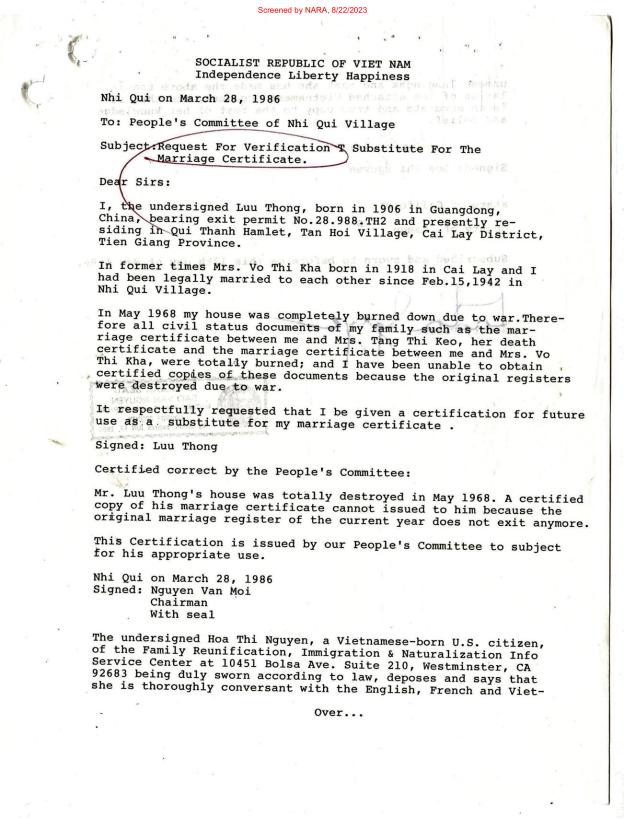 Screened by NARA, 8/22/2023
SOCIALIST REPUBLIC OF VIET NAM
Independence Liberty Happiness
Nhi Qui on March 28, 1986
To: People's Committee of Nhi Qui Village
Subject:Request For Verification T Substitute For The
Marriage Certificate.
Dear Sirs:
I, the undersigned Luu Thong, born in 1906 in Guangdong,
China, bearing exit permit No.28.988.TH2 and presently re-
siding in Qui Thanh Hamlet, Tan Hoi Village, Cai Lay District,
Tien Giang Province.
In former times Mrs. Vo Thi Kha born in 1918 in Cai Lay and I
had been legally married to each other since Feb.15,1942 in
Nhi Qui Village.
In May 1968 my house was completely burned down due to war.There-
fore all civil status documents of my family such as the mar-
riage certificate between me and Mrs. Tang Thi Keo, her death
certificate and the marriage certificate between me and Mrs. Vo
Thi Kha, were totally burned; and I have been unable to obtain
certified copies of these documents because the original registers
were destroyed due to war.
It respectfully requested that I be given a certification for future
use as a substitute for my marriage certificate .
Signed: Luu Thong
Certified correct by the People's Committee:
Mr. Luu Thong's house was totally destroyed in May 1968. A certified
copy of his marriage certificate cannot issued to him because the
original marriage register of the current year does not exit anymore.
This Certification is issued by our People's Committee to subject
for his appropriate use.
Nhi Qui on March 28, 1986
Signed: Nguyen Van Moi
Chairman
With seal
The undersigned Hoa Thi Nguyen, a Vietnamese-born U.S. citizen,
of the Family Reunification, Immigration & Naturalization Info
Service Center at 10451 Bolsa Ave. Suite 210, Westminster, CA
92683 being duly sworn according to law, deposes and says that
she is thoroughly conversant with the English, French and Viet-
Over...